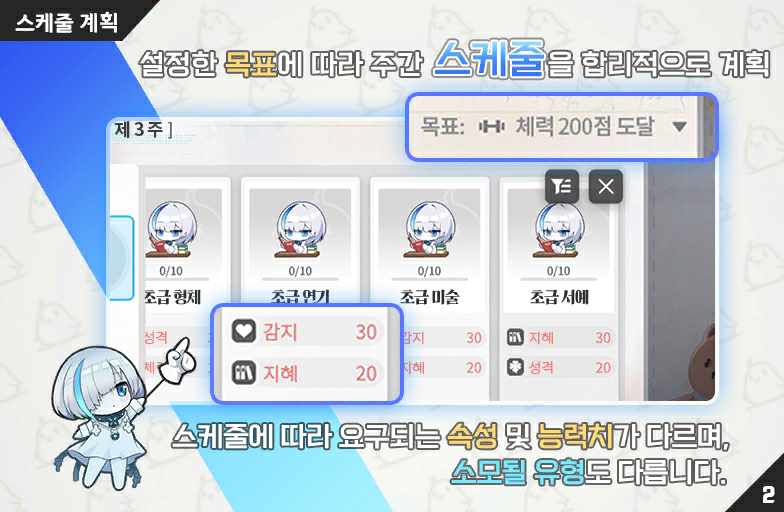 스케줄 계획
설정한 목표에 따라 주간 스케줄을 합리적으로 계획
제 3 주 ]
목표: 체력 200점 도달
0/10 0/10 0/10 0/10
초급 형체 초급 연기 초급 미술 초급 서예
성격
감지 30
감지 30
지혜 30
지혜 20
지혜 20
성격 20
스케줄에 따라 요구되는 속성 및 능력치가 다르며,
소모될 유형도 다릅니다.
2